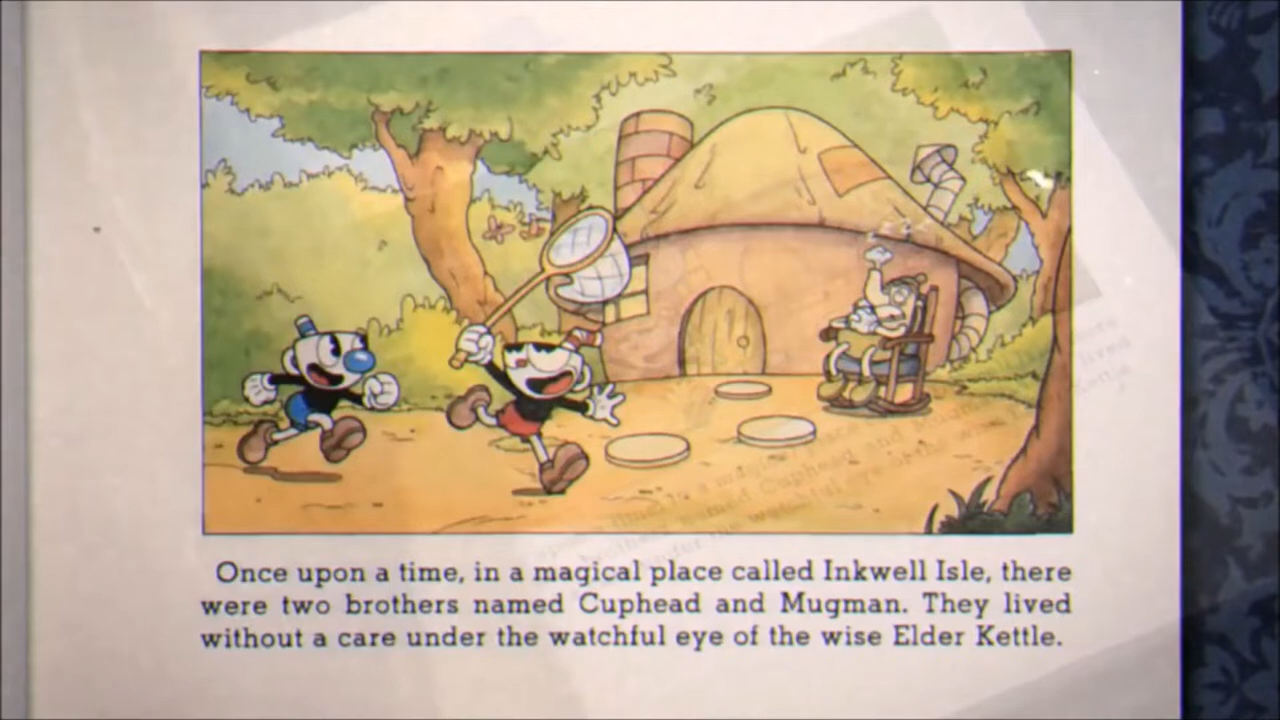 Once upon a time, in a magical place called Inkwell Isle, there
were two brothers named Cuphead and Mugman. They lived
without a care under the watchful eye of the wise Elder Kettle.